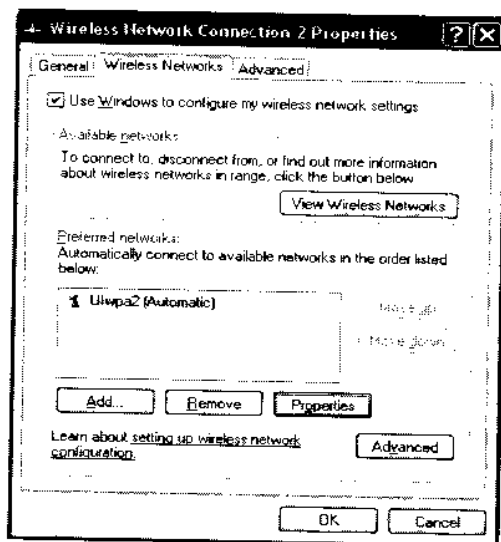 Wireless Network Connection 2 Properties
General Wireless Networks Advanced
Use Windows to configure my wireless network settings
Available networks:
To connect to, disconnect from, or find out more information
about wireless networks in range, click the button below
View Wireless Networks
Preferred networks:
Automatically connect to available networks in the order listed
below:
(Automatic)
Move up
Move down
Add... Remove Properties
Learn about setting up wireless network
configuration.
Advanced
OK Cancel